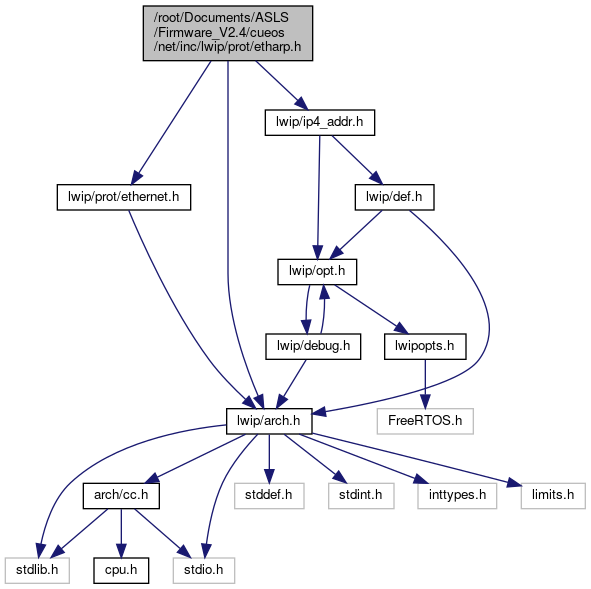 /root/Documents/ASLS
/Firmware_V2.4/cueos
/net/inc/lwip/prot/etharp.h
lwip/ip4_addr.h
lwip/prot/ethernet.h
lwip/def.h
lwip/opt.h
lwip/debug.h
lwipopts.h
lwip/arch.h
FreeRTOS.h
arch/cc.h
stddef.h
stdint.h
inttypes.h
limits.h
stdlib.h
cpu.h
stdio.h